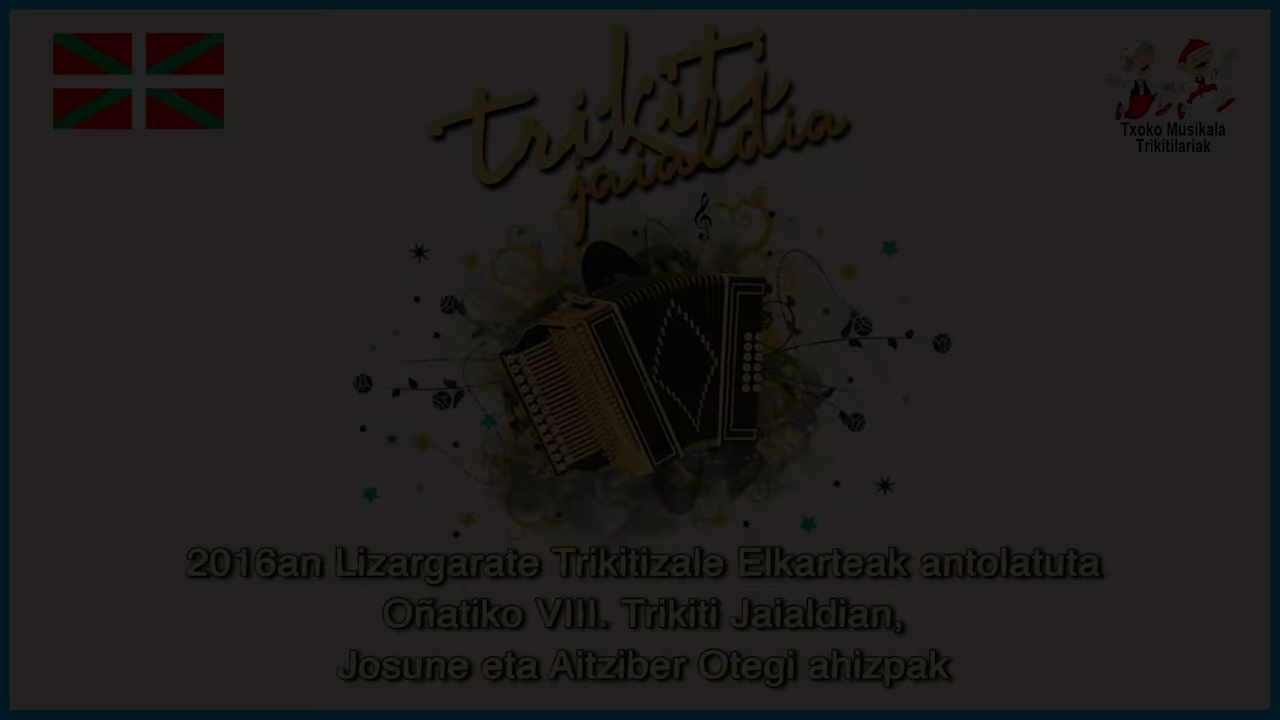 trikiti
jaialdia
Txoko Musikala
Trikitilariak
2016an Lizargarate Trikitizale Elkarteak antolatuta
Oñatiko VIII. Trikiti Jaialdian,
Josune eta Aitziber Otegi ahizpak